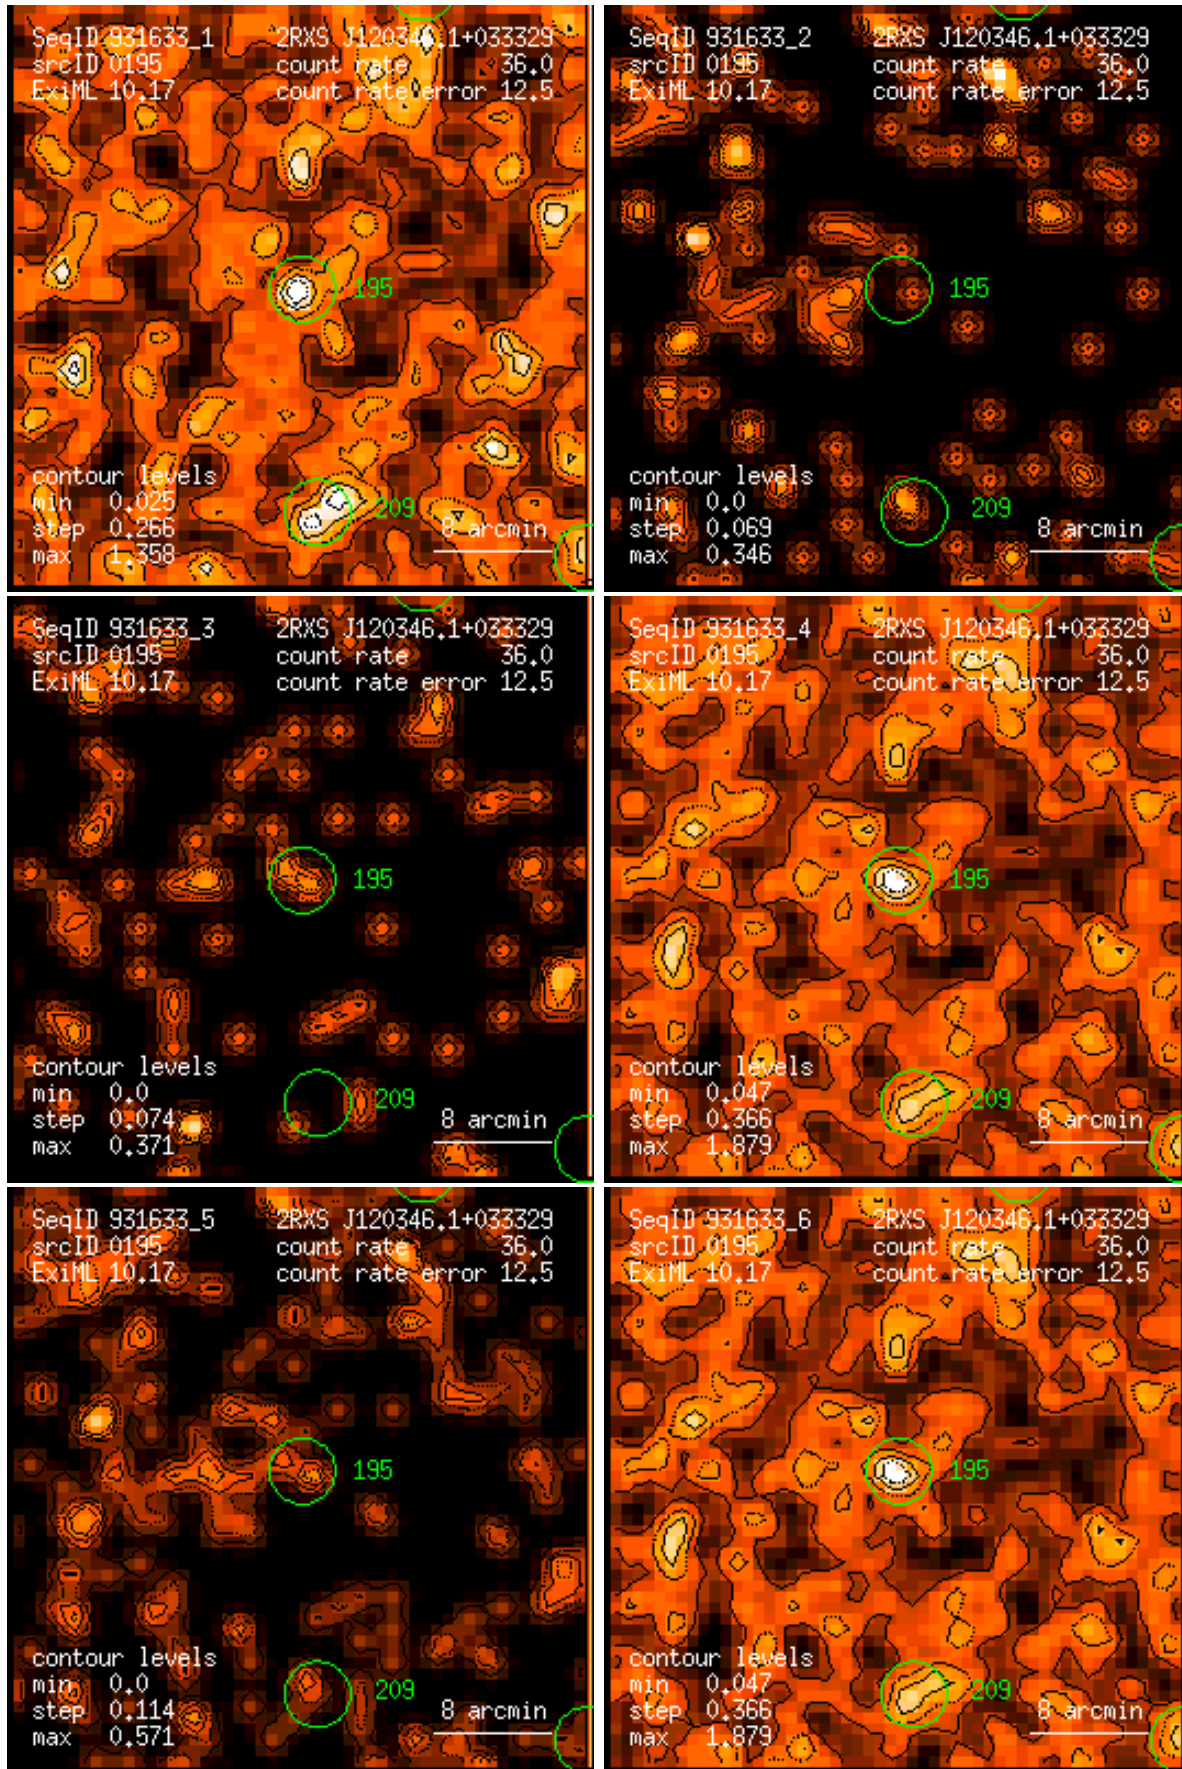 SeqID 931633_1 2RXS J120346.1+033329
srcID 0195 count rate 36.0
ExiML 10.17 count rate error 12.5
195
209
contour levels
min 0.025
step 0.266
max 1.358
8 arcmin
SeqID 931633_2 2RXS J120346.1+033329
srcID 0195 count rate 36.0
ExiML 10.17 count rate error 12.5
195
209
contour levels
min 0.0
step 0.069
max 0.346
8 arcmin
SeqID 931633_3 2RXS J120346.1+033329
srcID 0195 count rate 36.0
ExiML 10.17 count rate error 12.5
195
209
contour levels
min 0.0
step 0.074
max 0.371
8 arcmin
SeqID 931633_4 2RXS J120346.1+033329
srcID 0195 count rate 36.0
ExiML 10.17 count rate error 12.5
195
209
contour levels
min 0.047
step 0.366
max 1.879
8 arcmin
SeqID 931633_5 2RXS J120346.1+033329
srcID 0195 count rate 36.0
ExiML 10.17 count rate error 12.5
195
209
contour levels
min 0.0
step 0.114
max 0.571
8 arcmin
SeqID 931633_6 2RXS J120346.1+033329
srcID 0195 count rate 36.0
ExiML 10.17 count rate error 12.5
195
209
contour levels
min 0.047
step 0.366
max 1.879
8 arcmin